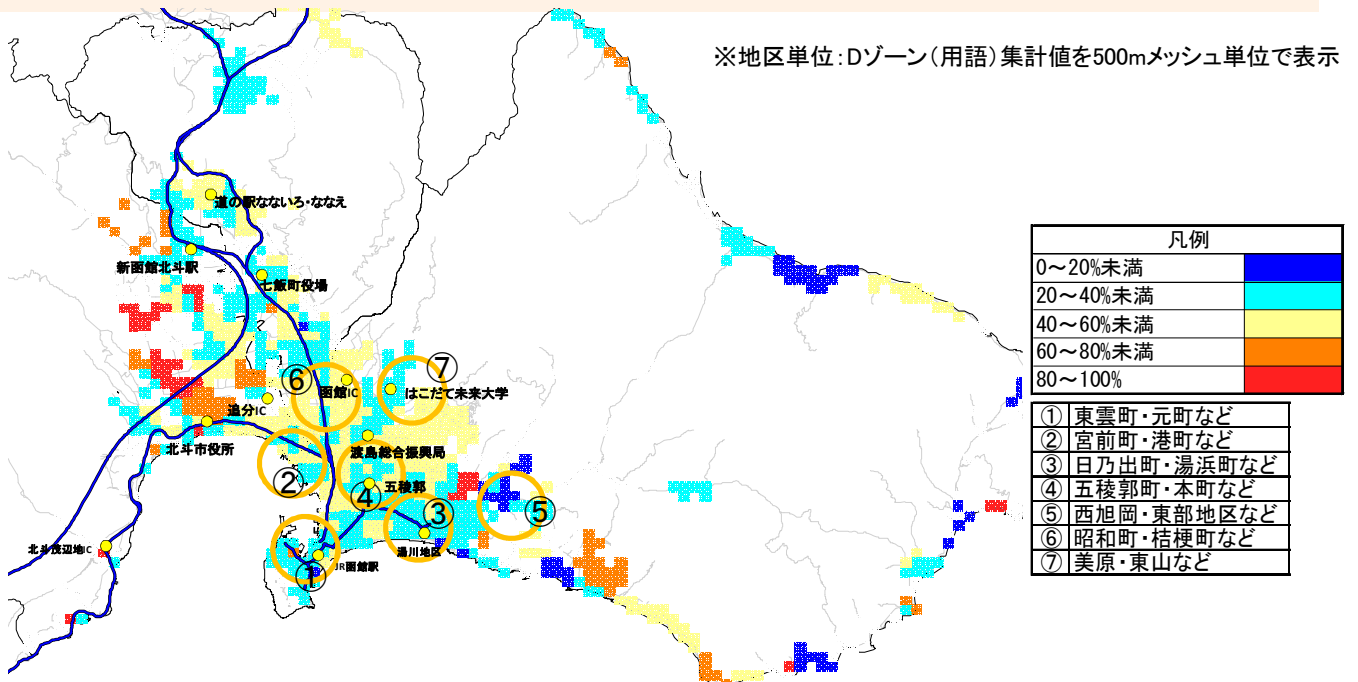 ※地区単位:Dゾーン(用語)集計値を500mメッシュ単位で表示
道の駅なないろ・ななえ
新函館北斗駅
七飯町役場
⑦
⑥
函館IC
はこだて未来大学
追分IC
北斗市役所
渡島総合振興局
②
五稜郭
④
③
⑤
北斗茂辺地IC
湯川地区
JR函館駅
①
凡例
0~20%未満
20~40%未満
40~60%未満
60~80%未満
80~100%
① 東雲町・元町など
② 宮前町・港町など
③ 日乃出町・湯浜町など
④ 五稜郭町・本町など
⑤ 西旭岡・東部地区など
⑥ 昭和町・桔梗町など
⑦ 美原・東山など